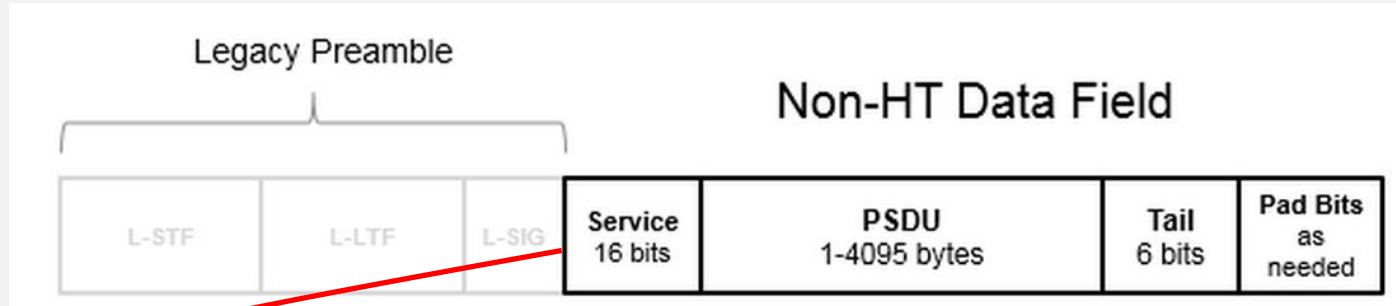 Legacy Preamble
Non-HT Data Field
L-STF
L-LTF
L-SIG
Service
16 bits
PSDU
1-4095 bytes
Tail
6 bits
Pad Bits
as
needed